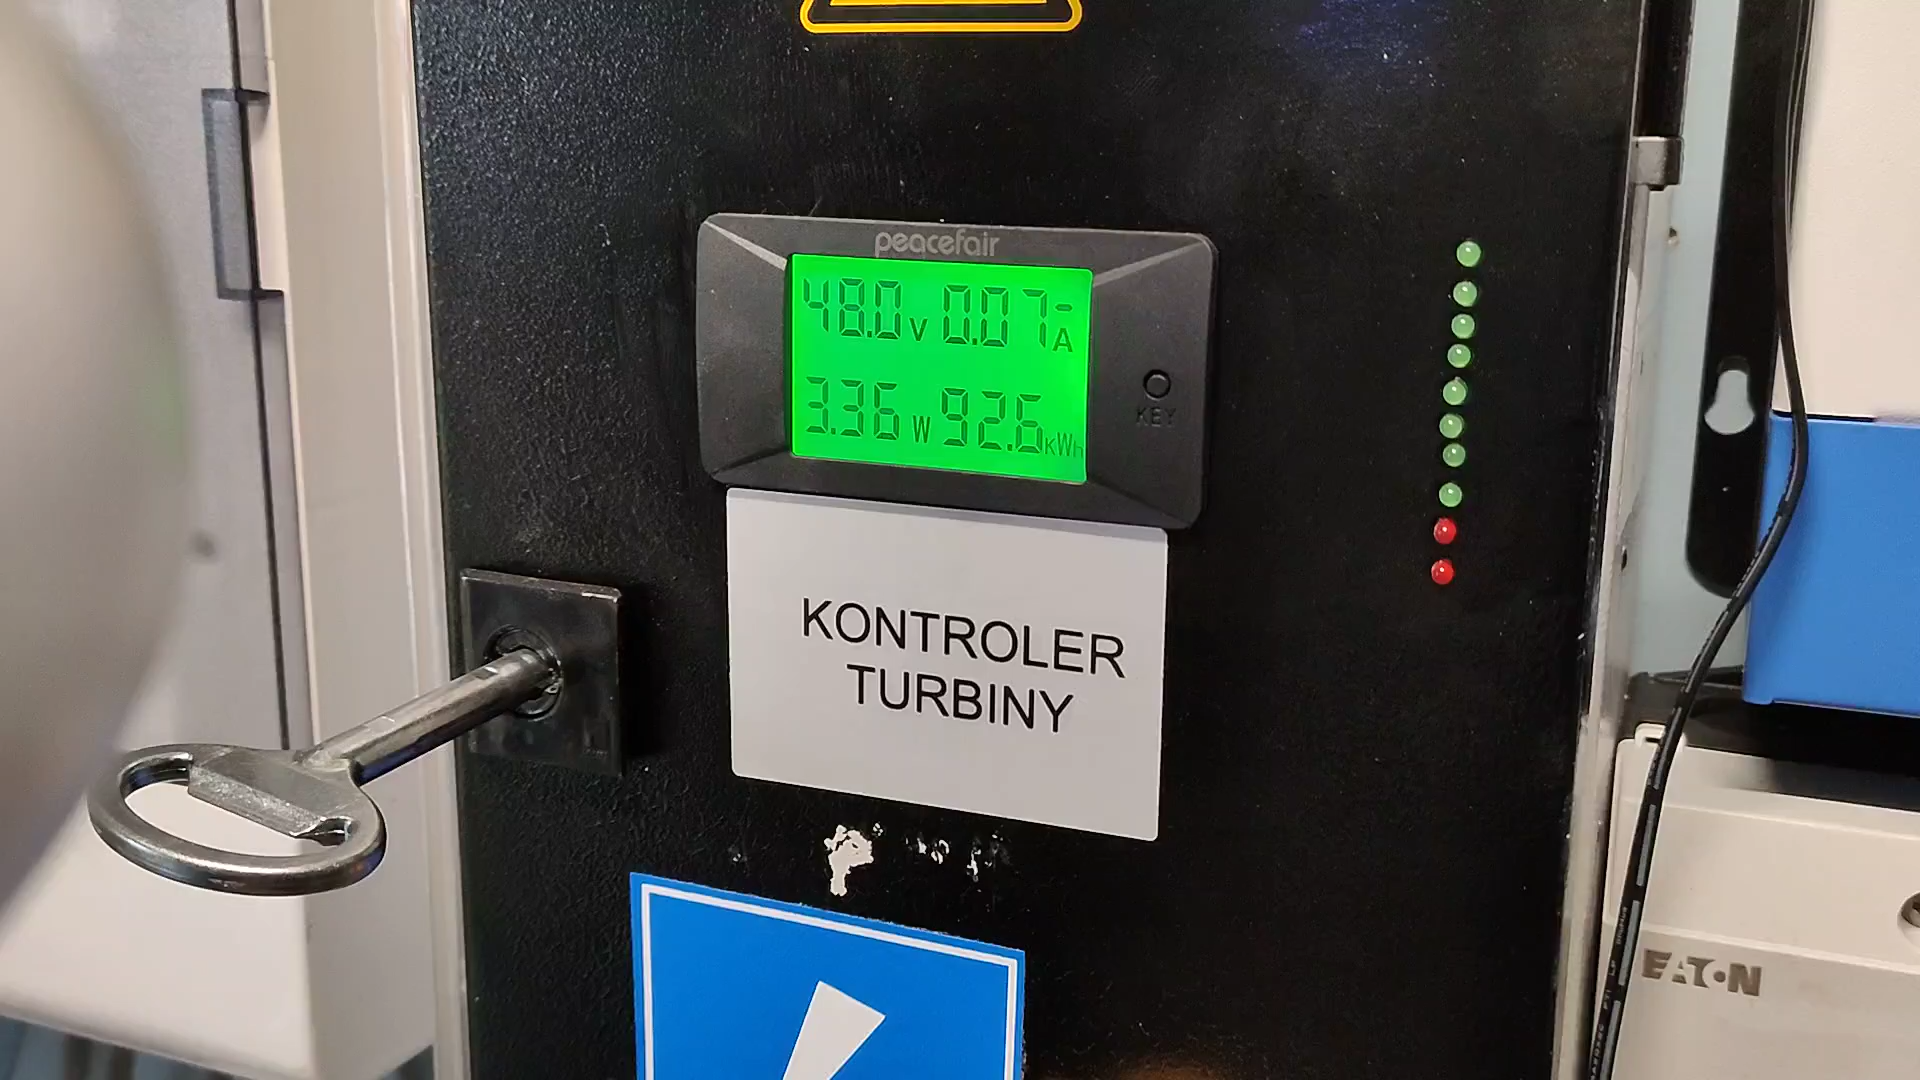 peacefair
48.0 V 0.07 A
3.36 W 92.6 kWh
KEY
KONTROLER
TURBINY
EATON